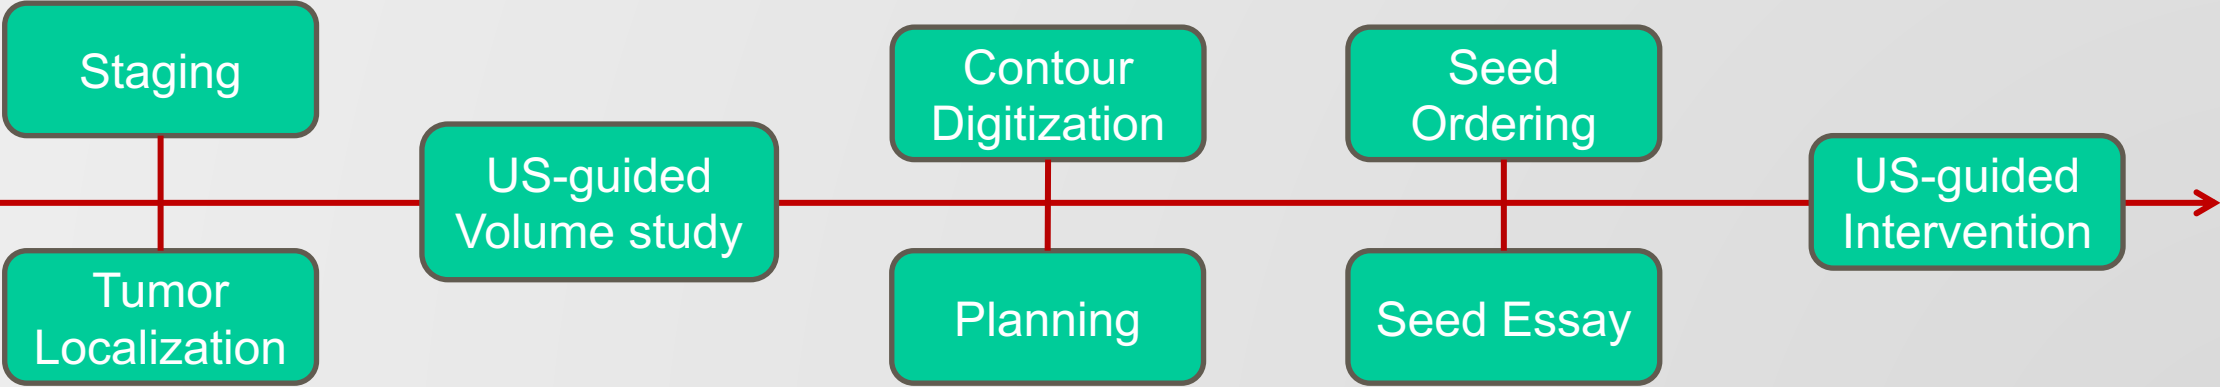 Staging
Tumor
Localization
US-guided
Volume study
Contour
Digitization
Planning
Seed
Ordering
Seed Essay
US-guided
Intervention